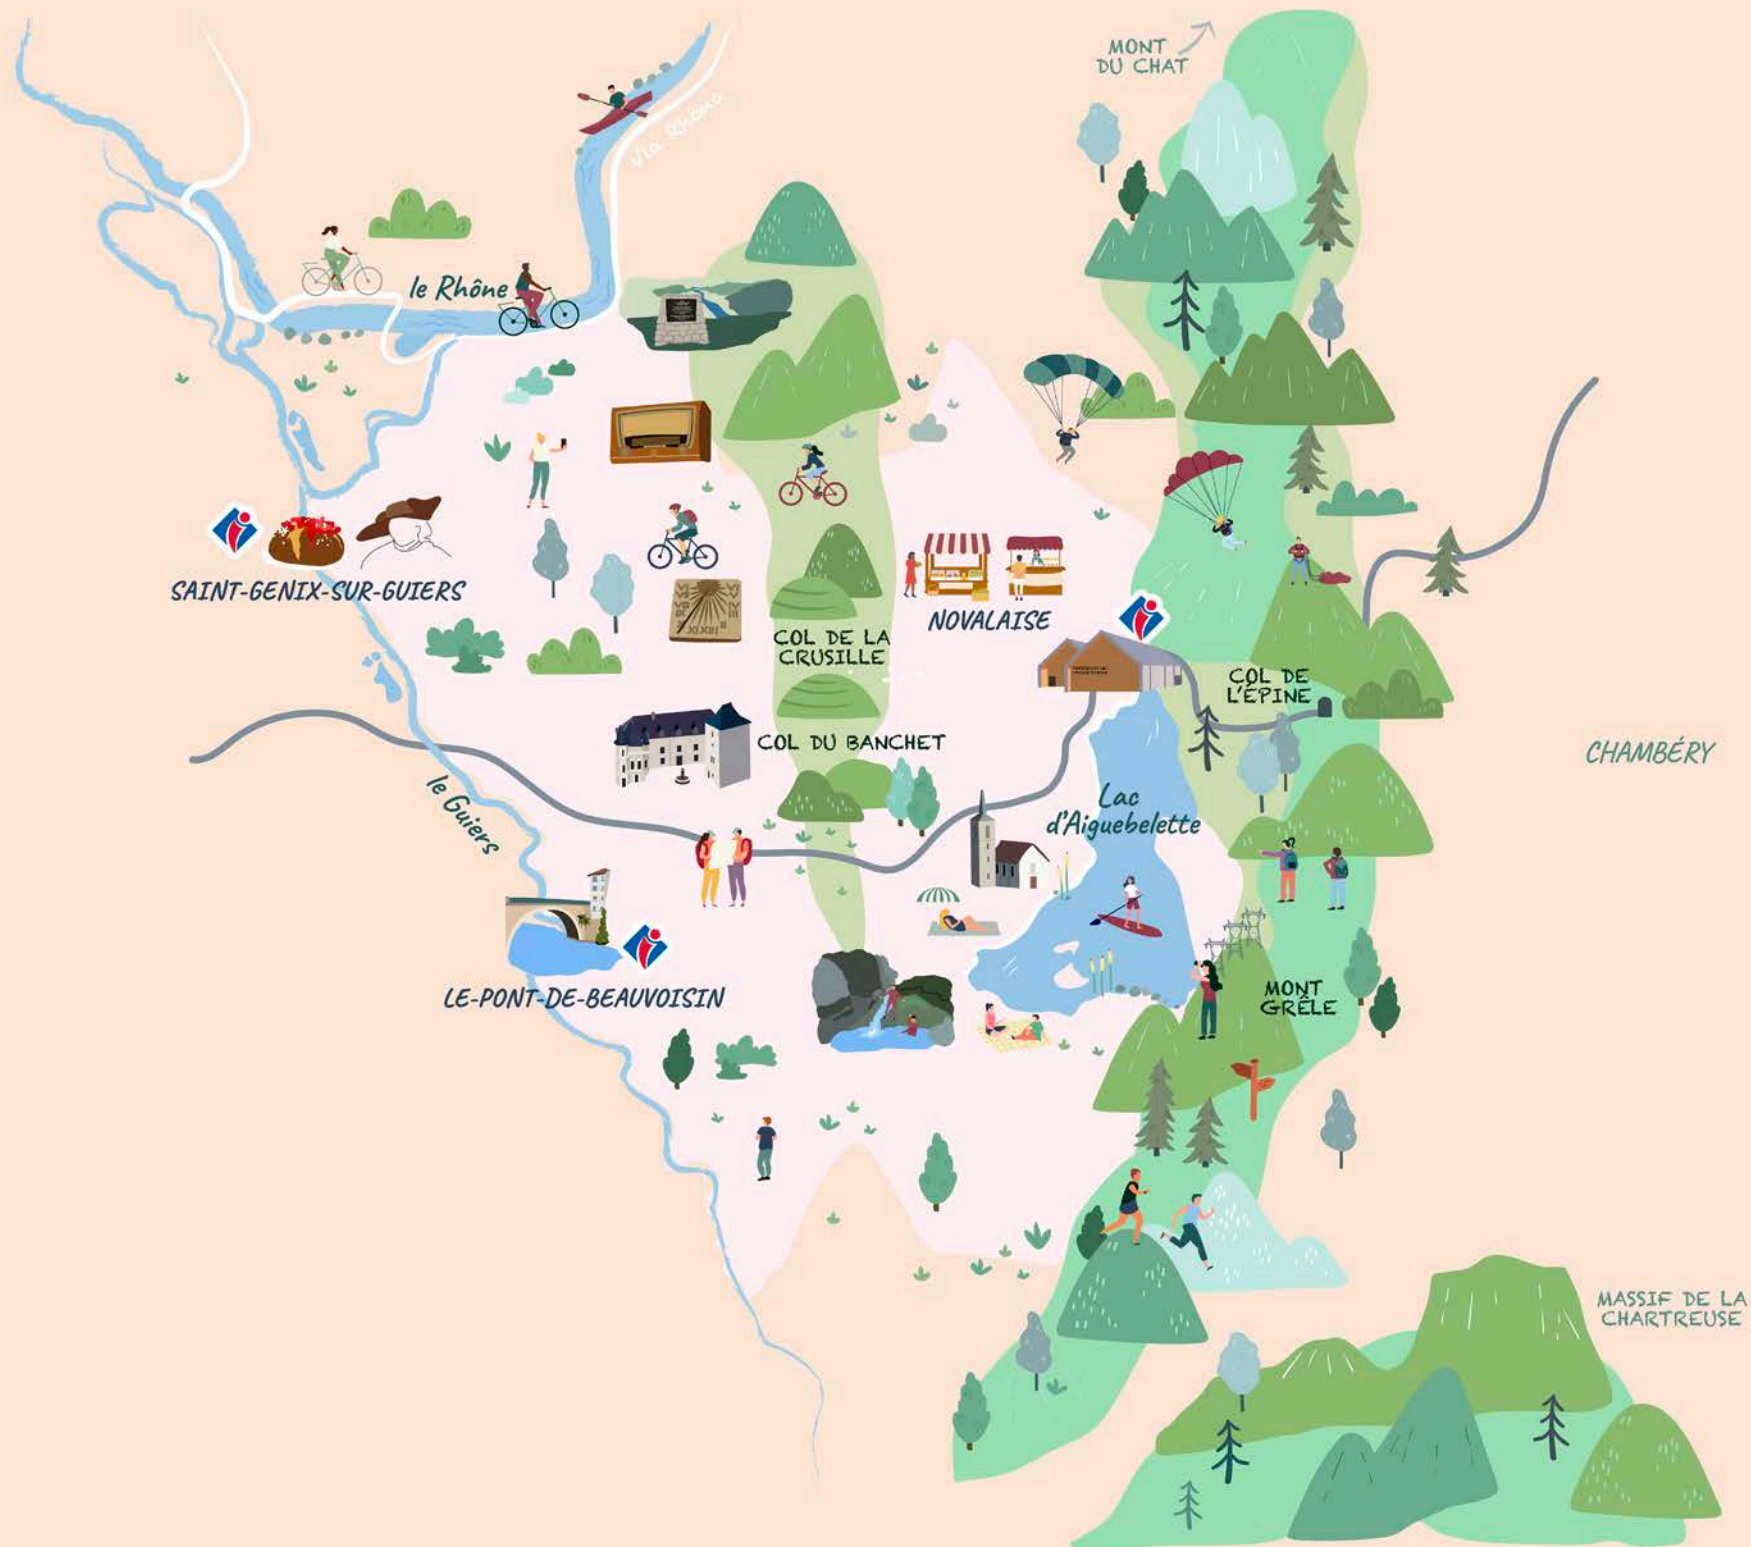 MONT
DU CHAT
Via Rhôna
le Rhône
SAINT-GENIX-SUR-GUIERS
NOVALAISE
COL DE LA
CRUSILLE
COL DE
L'ÉPINE
COL DU BANCHET
CHAMBÉRY
le Guiers
Lac
d'Aiguebelette
LE-PONT-DE-BEAUVOISIN
MONT
GRÊLE
MASSIF DE LA
CHARTREUSE